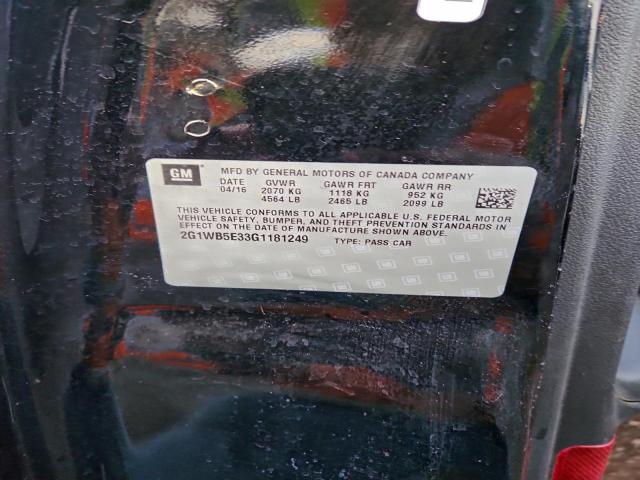 GM
MFD BY GENERAL MOTORS OF CANADA COMPANY
DATE GVWR GAWR FRT GAWR RR
04/16 2070 KG 1118 KG 952 KG
4564 LB 2465 LB 2099 LB
THIS VEHICLE CONFORMS TO ALL APPLICABLE U.S. FEDERAL MOTOR
VEHICLE SAFETY, BUMPER, AND THEFT PREVENTION STANDARDS IN
EFFECT ON THE DATE OF MANUFACTURE SHOWN ABOVE.
2G1WB5E33G1181249 TYPE: PASS CAR